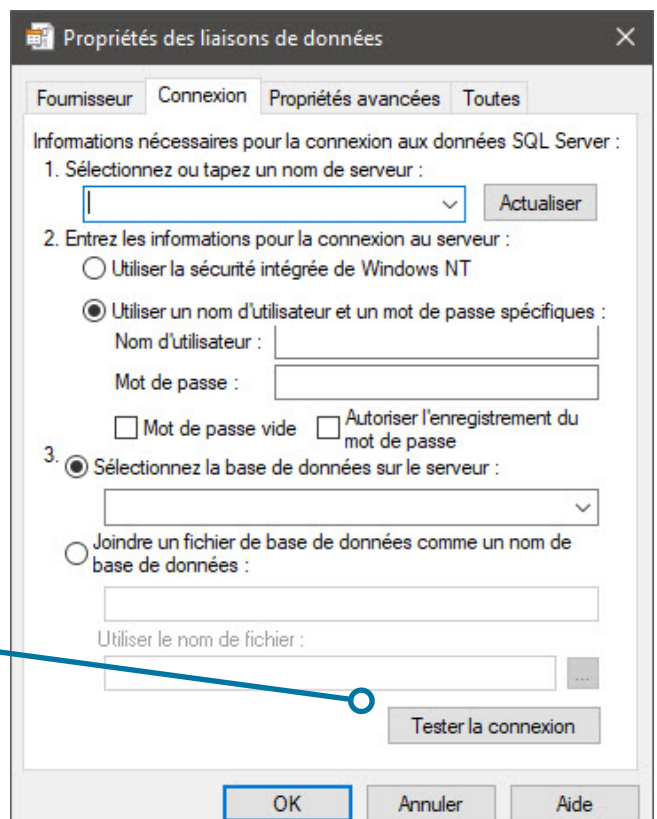 Propriétés des liaisons de données
Fournisseur Connexion Propriétés avancées Toutes
Informations nécessaires pour la connexion aux données SQL Server :
1. Sélectionnez ou tapez un nom de serveur :
Actualiser
2. Entrez les informations pour la connexion au serveur :
Utiliser la sécurité intégrée de Windows NT
Utiliser un nom d'utilisateur et un mot de passe spécifiques :
Nom d'utilisateur :
Mot de passe :
Mot de passe vide
Autoriser l'enregistrement du
mot de passe
3. Sélectionnez la base de données sur le serveur :
Joindre un fichier de base de données comme un nom de
base de données :
Utiliser le nom de fichier :
...
Tester la connexion
OK Annuler Aide